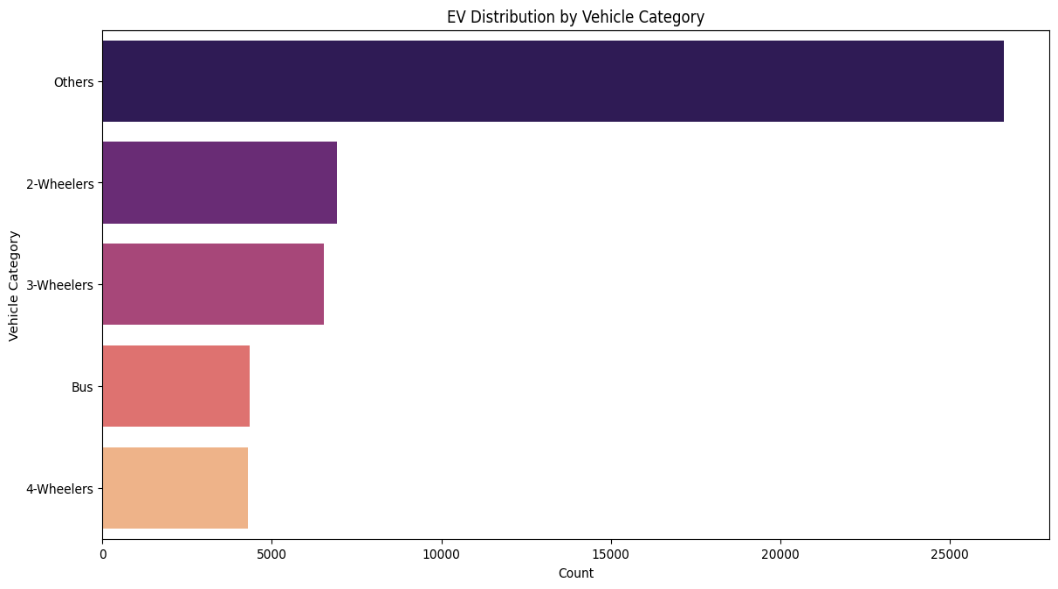 EV Distribution by Vehicle Category
Vehicle Category
Others
2-Wheelers
3-Wheelers
Bus
4-Wheelers
0 5000 10000 15000 20000 25000
Count